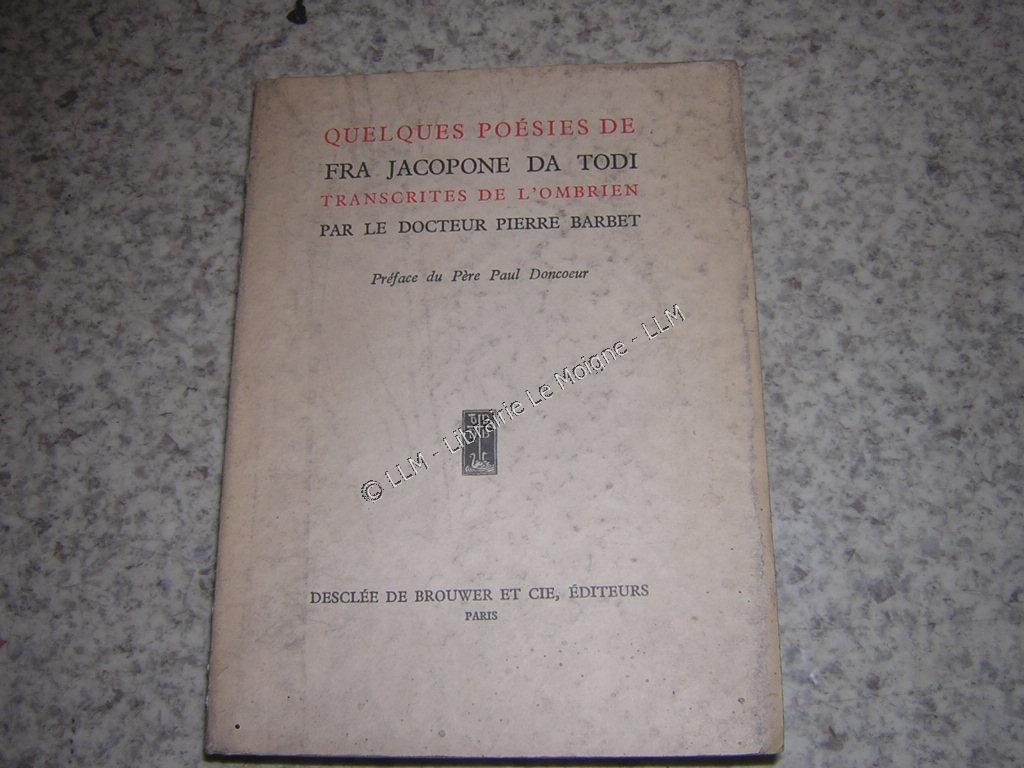 QUELQUES POÉSIES DE
FRA JACOPONE DA TODI
TRANSCRITES DE L'OMBRIEN
PAR LE DOCTEUR PIERRE BARBET
Préface du Père Paul Doncoeur
© LLM - Librairie Le Moigne - LLM
DESCLÉE DE BROUWER ET CIE, ÉDITEURS
PARIS